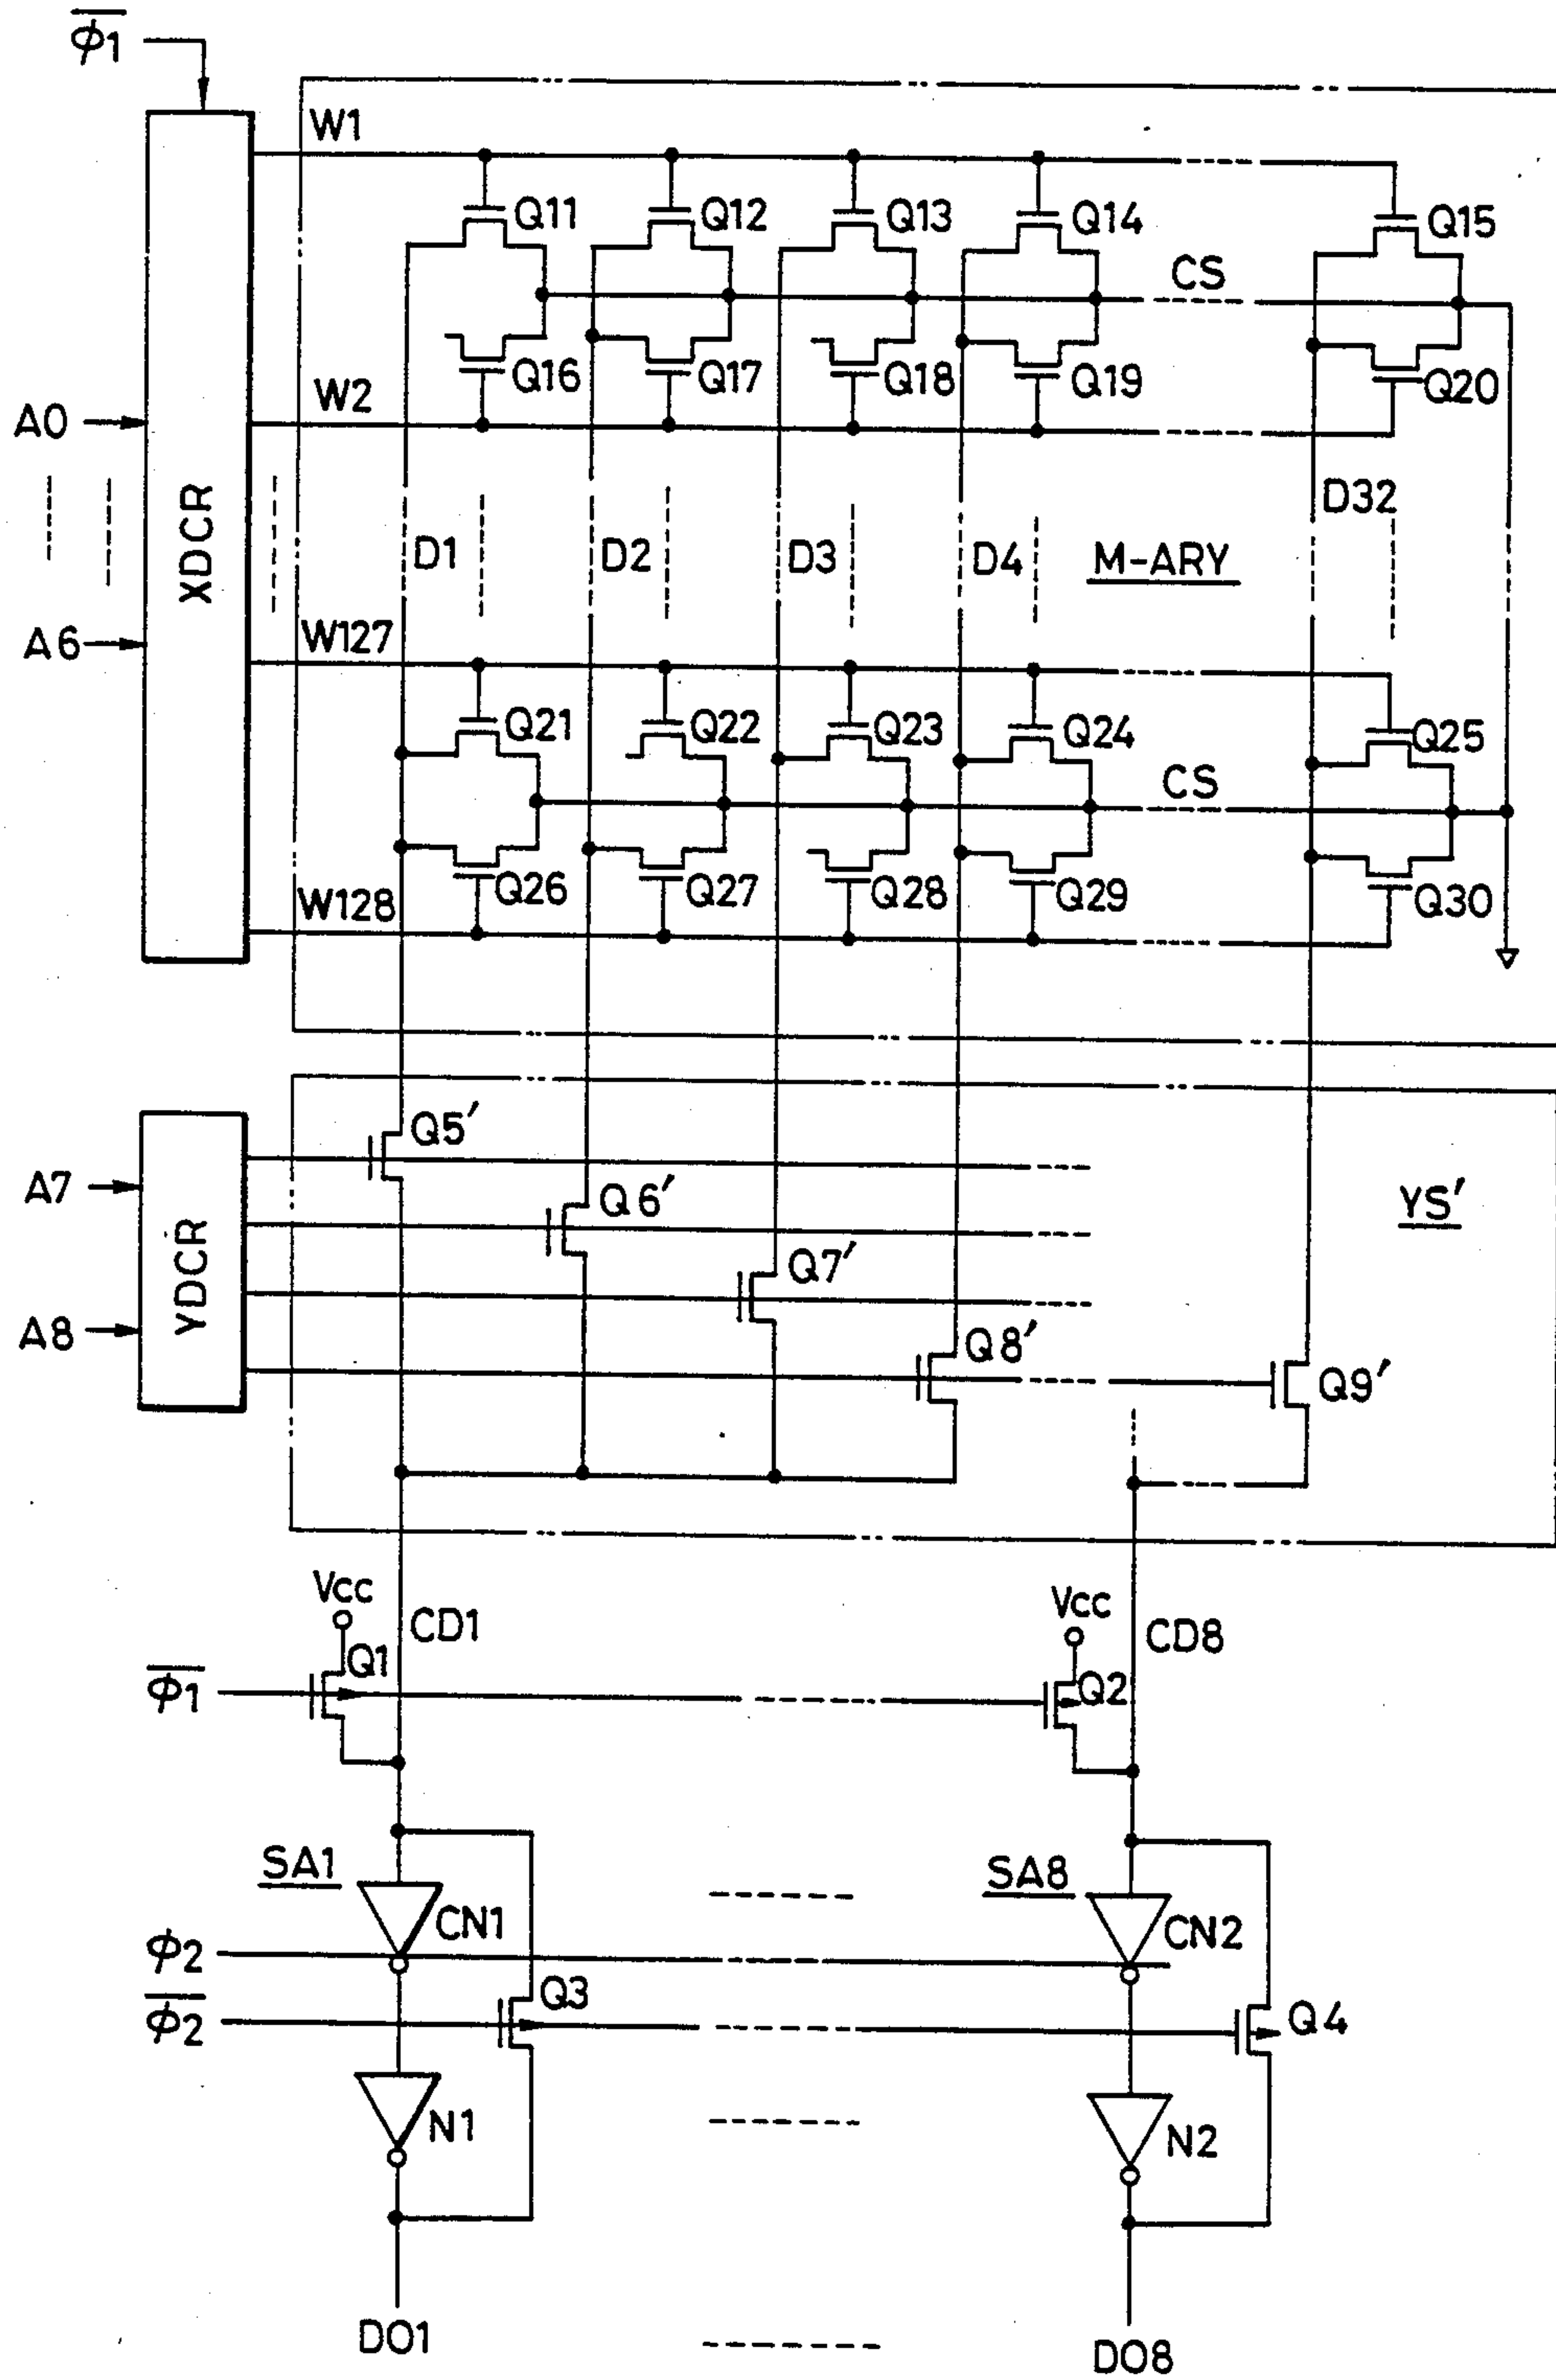 φ1
W1
Q11 Q12 Q13 Q14 Q15
CS
Q16 Q17 Q18 Q19 Q20
W2
A0
XDCR
D1 D2 D3 D4 D32
M-ARY
A6
W127
Q21 Q22 Q23 Q24 Q25
CS
Q26 Q27 Q28 Q29 Q30
W128
Q5′
A7
Q6′
YS′
YDCR
Q7′
A8
Q8′
Q9′
Vcc Vcc
CD1 CD8
φ1 Q1 Q2
SA1 SA8
CN1 CN2
φ2
φ2 Q3 Q4
N1 N2
DO1 DO8